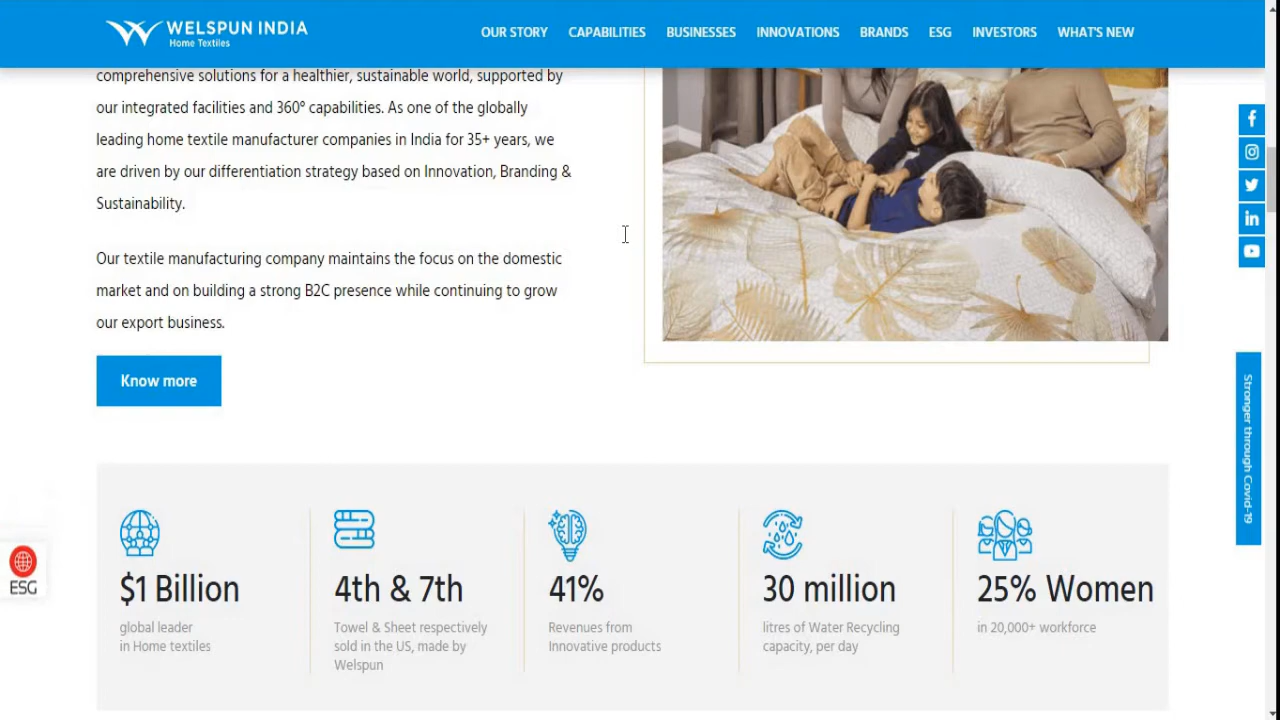 WELSPUN INDIA
Home Textiles
OUR STORY CAPABILITIES BUSINESSES INNOVATIONS BRANDS ESG INVESTORS WHAT'S NEW
comprehensive solutions for a healthier, sustainable world, supported by
our integrated facilities and 360º capabilities. As one of the globally
leading home textile manufacturer companies in India for 35+ years, we
are driven by our differentiation strategy based on Innovation, Branding &
Sustainability.
Our textile manufacturing company maintains the focus on the domestic
market and on building a strong B2C presence while continuing to grow
our export business.
Know more
Stronger through Covid-19
ESG
$1 Billion
global leader
in Home textiles
4th & 7th
Towel & Sheet respectively
sold in the US, made by
Welspun
41%
Revenues from
Innovative products
30 million
litres of Water Recycling
capacity, per day
25% Women
in 20,000+ workforce